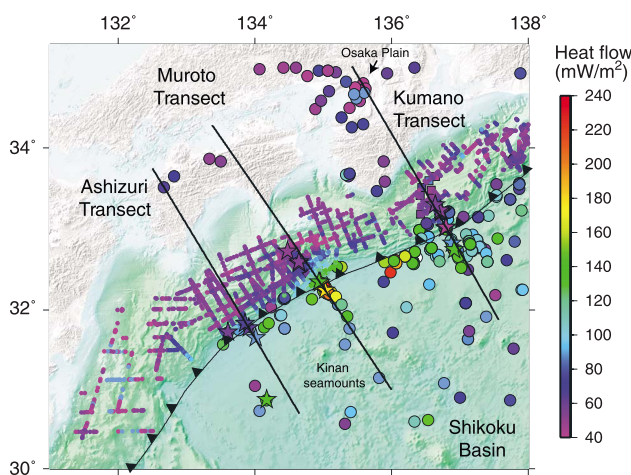 132°
134°
136°
138°
Osaka Plain
Heat flow
(mW/m²)
Muroto
Transect
Kumano
Transect
Ashizuri
Transect
34°
32°
30°
Kinan
seamounts
Shikoku
Basin
240
220
200
180
160
140
120
100
80
60
40